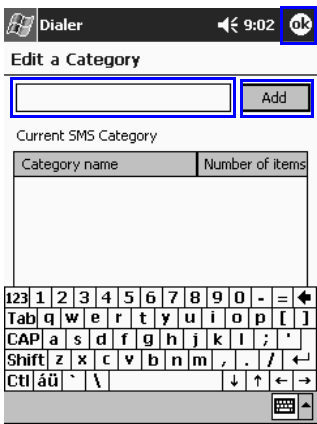 Dialer 9:02 ok
Edit a Category
Add
Current SMS Category
Category name Number of items
123 1 2 3 4 5 6 7 8 9 0 - =
Tab q w e r t y u i o p [ ]
CAP a s d f g h j k l ; '
Shift z x c v b n m , . /
Ctl áü ` \